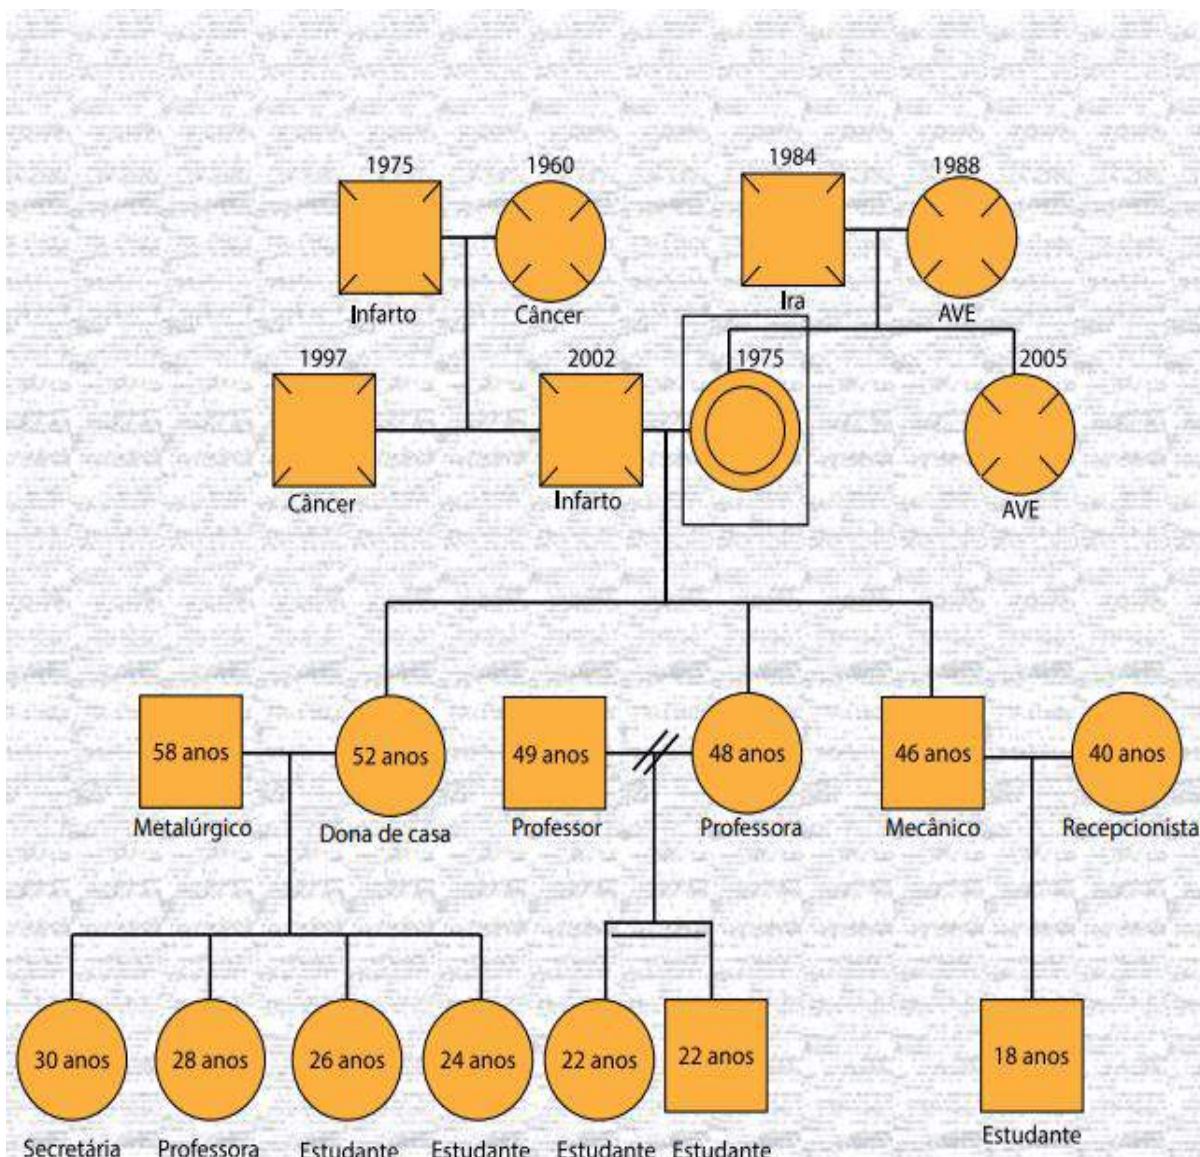 1975
1960
1984
1988
Infarto
Câncer
Ira
AVE
1997
2002
1975
2005
Câncer
Infarto
AVE
58 anos
52 anos
49 anos
48 anos
46 anos
40 anos
Metalúrgico
Dona de casa
Professor
Professora
Mecânico
Recepcionista
30 anos
28 anos
26 anos
24 anos
22 anos
22 anos
18 anos
Secretária
Professora
Estudante
Estudante
Estudante
Estudante
Estudante